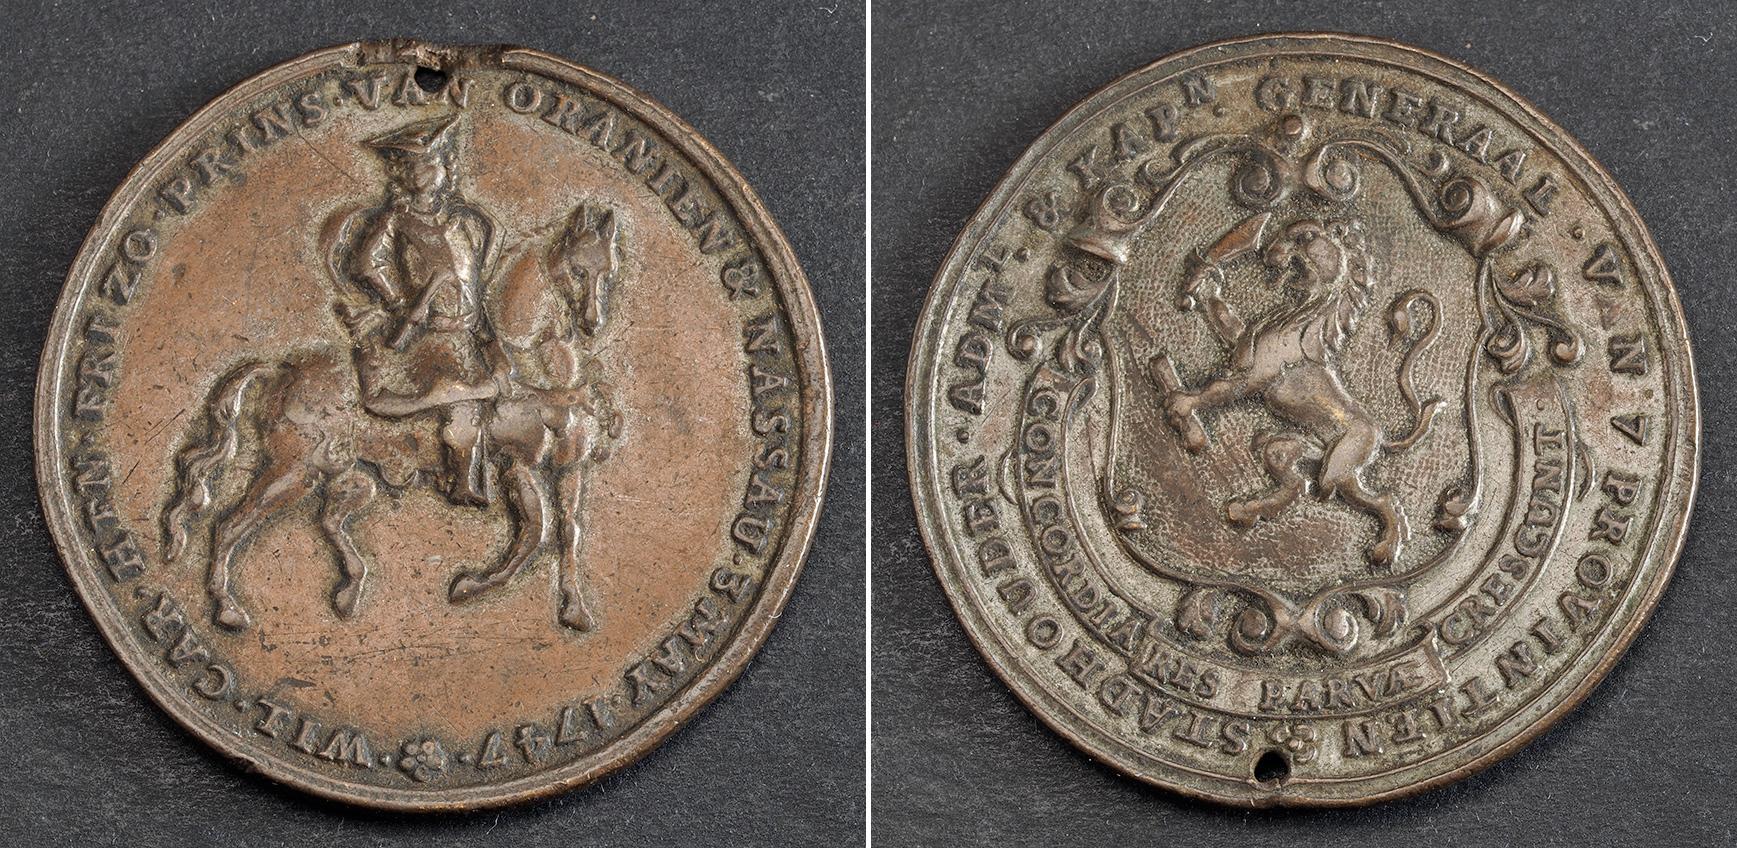 WIL·CAR·HEN·FRIZO·PRINS·VAN ORANIEN & NASSAU·3 MAY·1747·
STADHOUDER·ADML·& KAPN· GENERAAL·VAN 7 PROVINTIEN
CONCORDIA RES PARVÆ CRESCUNT·